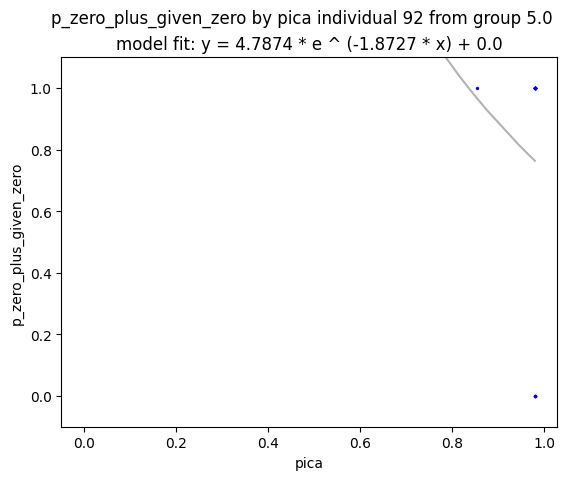 p_zero_plus_given_zero by pica individual 92 from group 5.0
model fit: y = 4.7874 * e ^ (-1.8727 * x) + 0.0
1.0
0.8
0.6
0.4
0.2
0.0
p_zero_plus_given_zero
0.0 0.2 0.4 0.6 0.8 1.0
pica